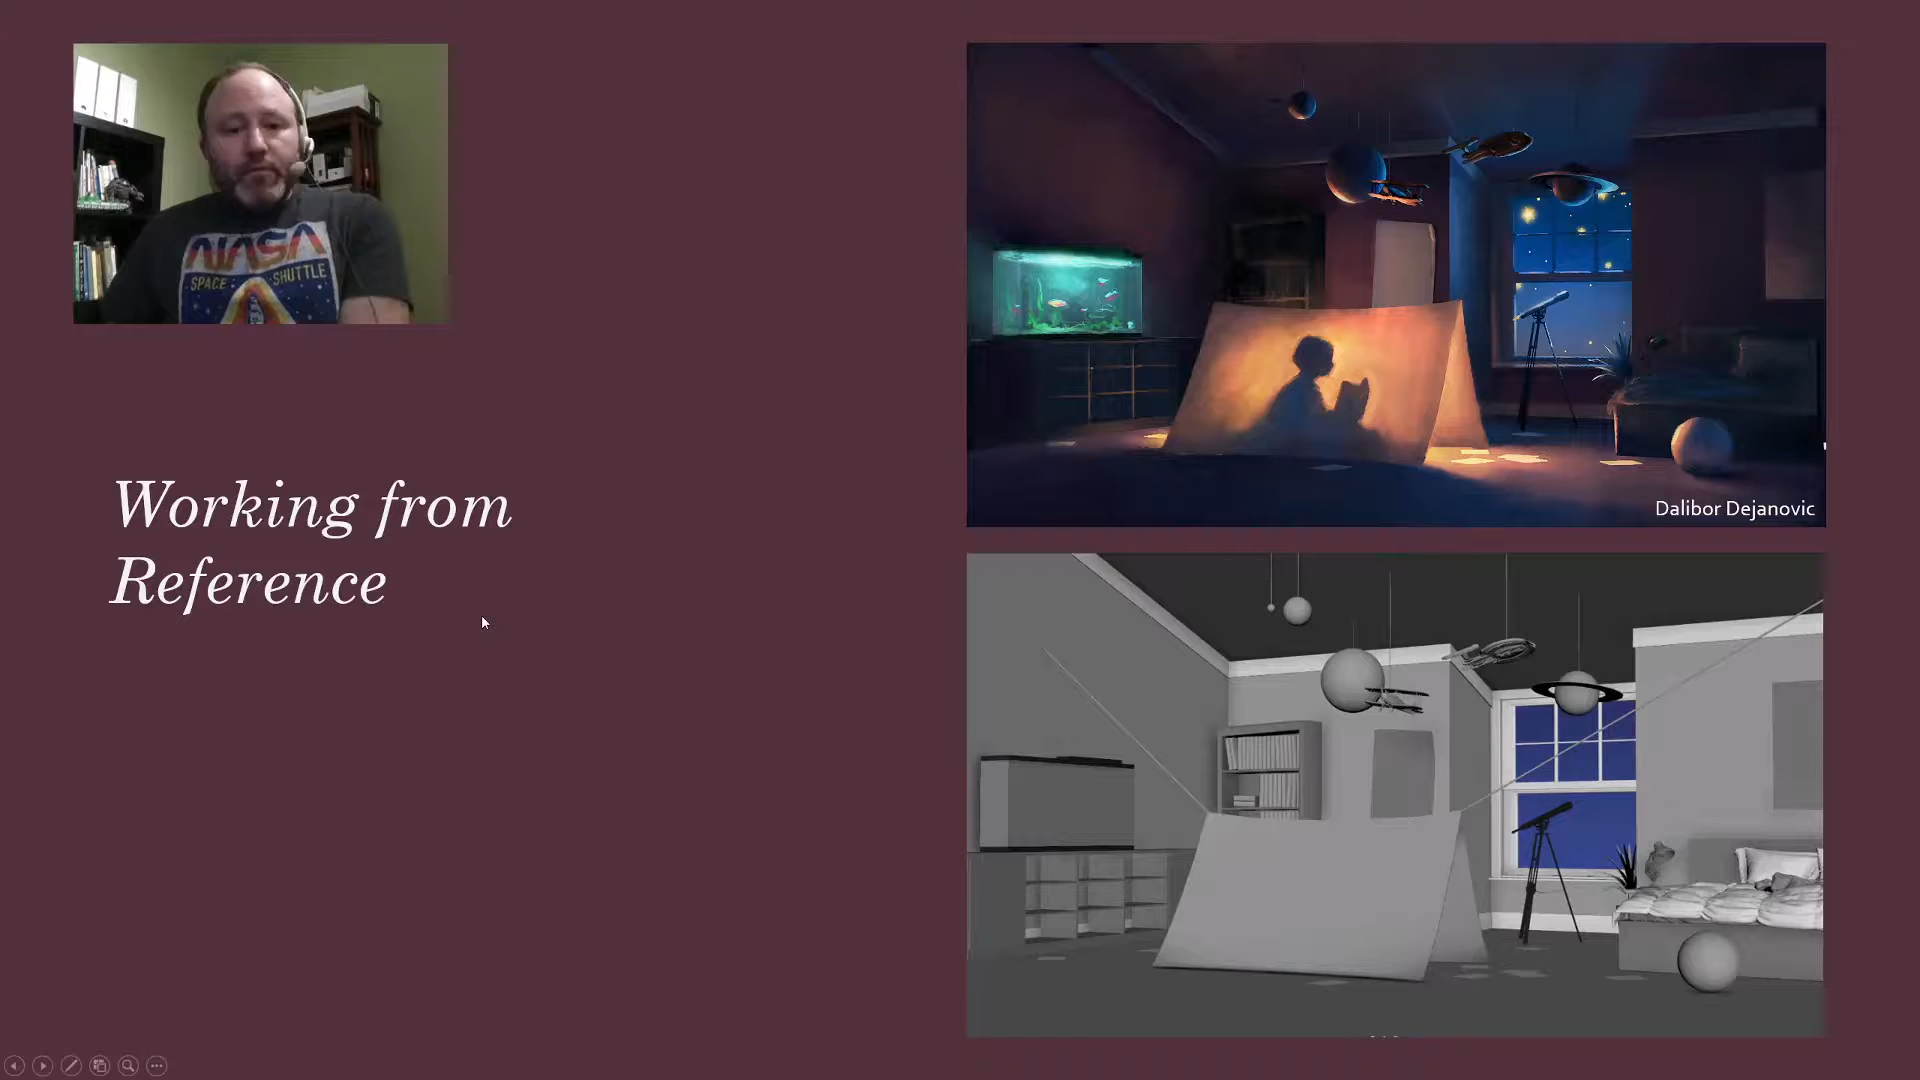 NASA
SPACE SHUTTLE
Working from
Reference
Dalibor Dejanovic